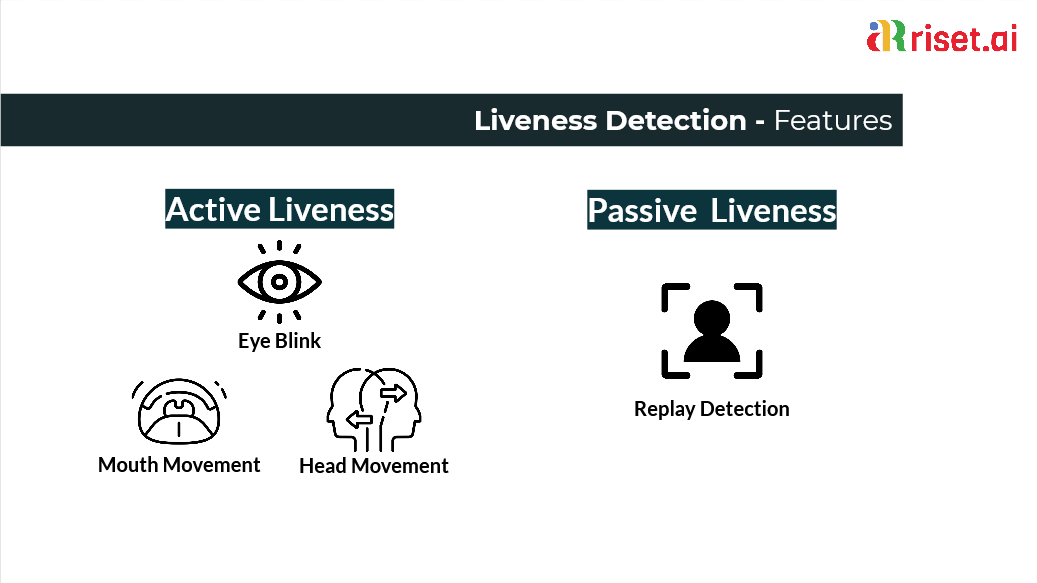 riset.ai
Liveness Detection - Features
Active Liveness
Eye Blink
Mouth Movement
Head Movement
Passive Liveness
Replay Detection